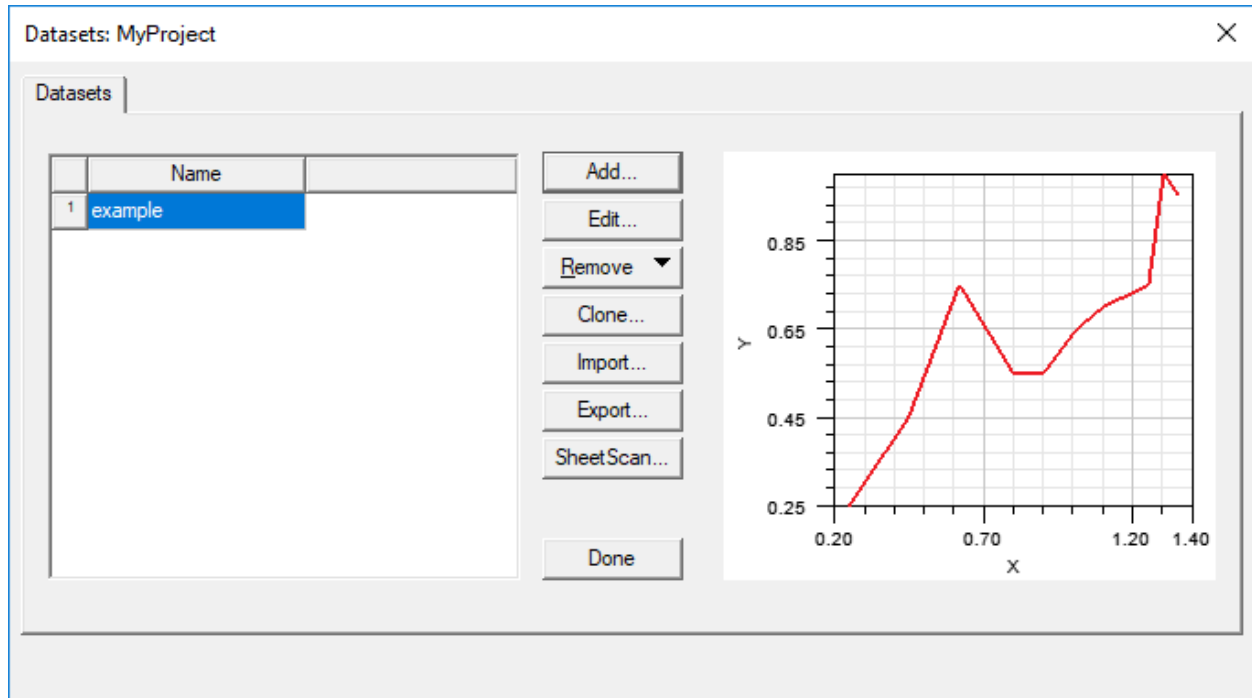 Datasets: MyProject
Datasets
Name
1 example
Add...
Edit...
Remove
Clone...
Import...
Export...
SheetScan...
Done
0.85
0.65
0.45
0.25
Y
0.20 0.70 1.20 1.40
X